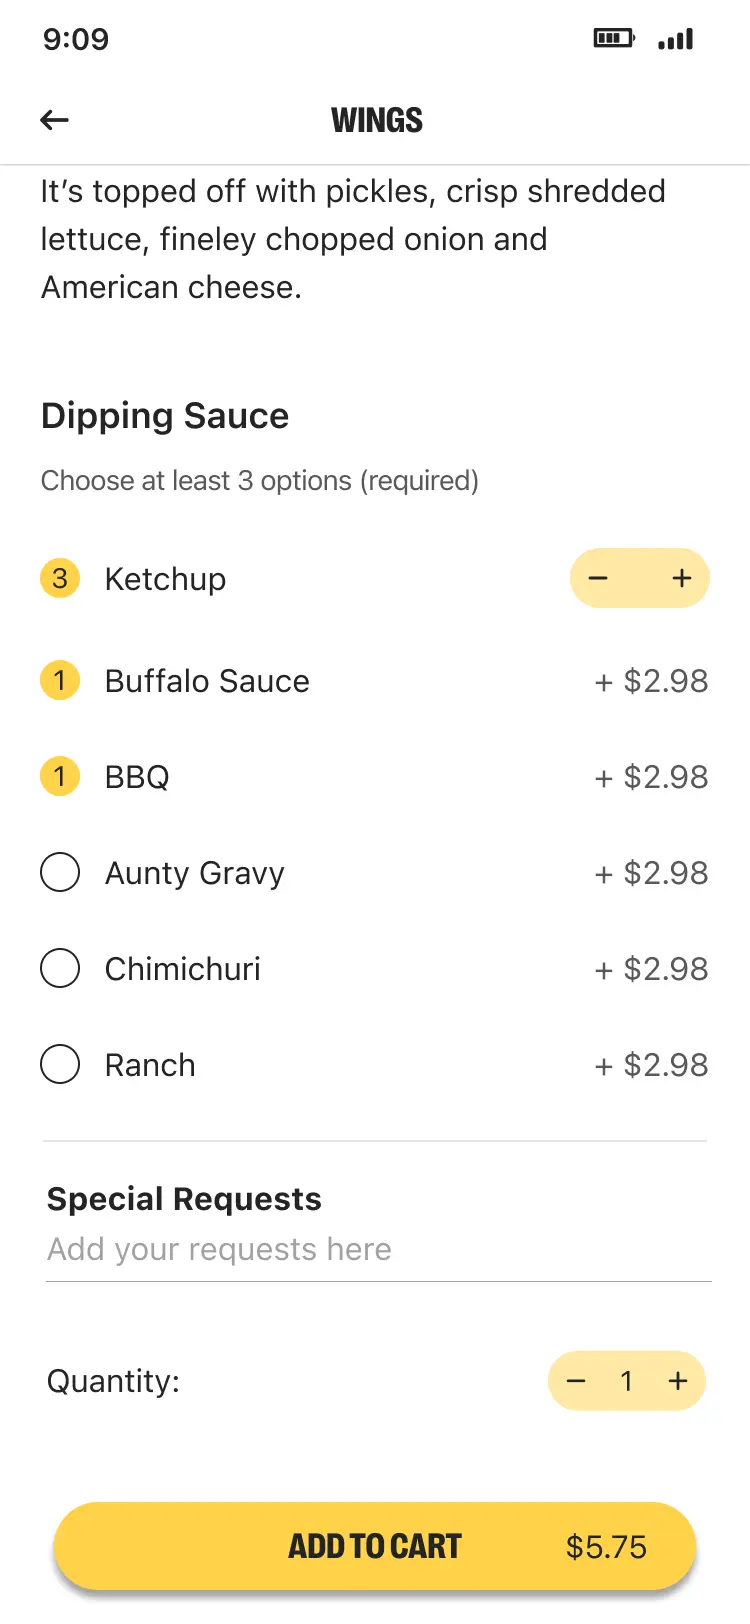 9:09
WINGS
It's topped off with pickles, crisp shredded
lettuce, fineley chopped onion and
American cheese.
Dipping Sauce
Choose at least 3 options (required)
3 Ketchup − +
1 Buffalo Sauce + $2.98
1 BBQ + $2.98
Aunty Gravy + $2.98
Chimichuri + $2.98
Ranch + $2.98
Special Requests
Add your requests here
Quantity: − 1 +
ADD TO CART $5.75